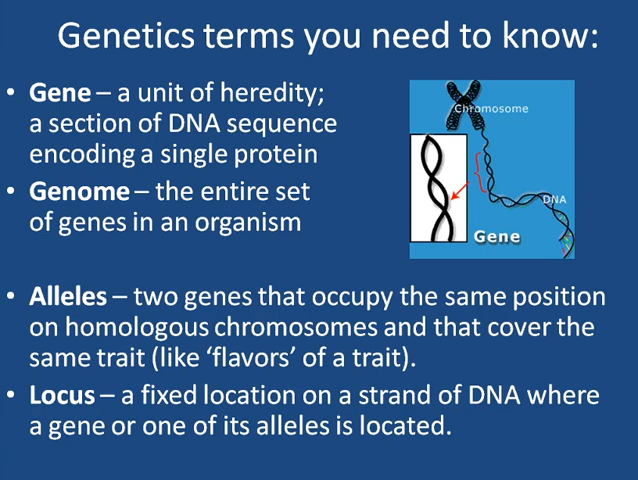 Genetics terms you need to know:
• Gene – a unit of heredity;
a section of DNA sequence
encoding a single protein
• Genome – the entire set
of genes in an organism
Chromosome
DNA
Gene
• Alleles – two genes that occupy the same position
on homologous chromosomes and that cover the
same trait (like ‘flavors’ of a trait).
• Locus – a fixed location on a strand of DNA where
a gene or one of its alleles is located.